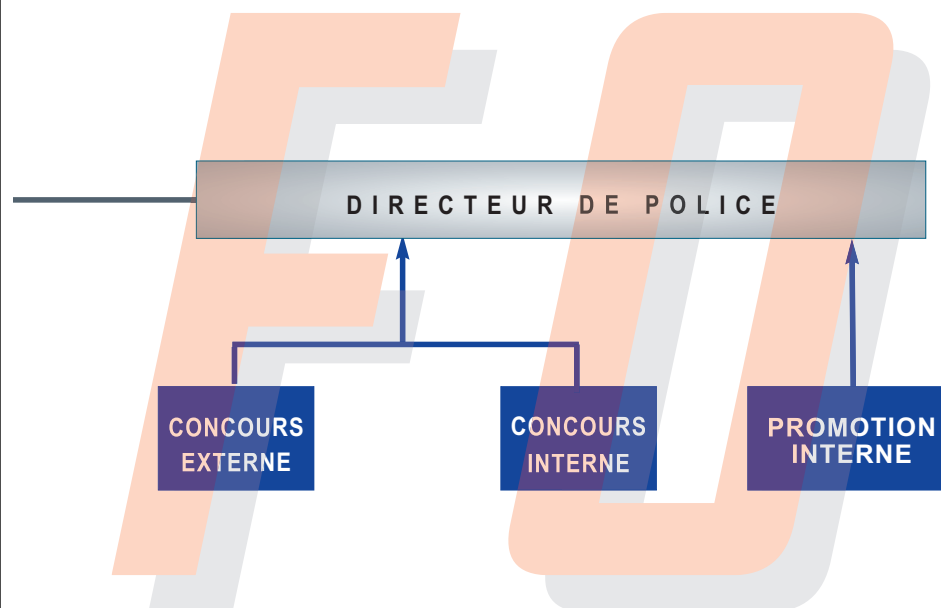 DIRECTEUR DE POLICE
CONCOURS
EXTERNE
CONCOURS
INTERNE
PROMOTION
INTERNE
FO